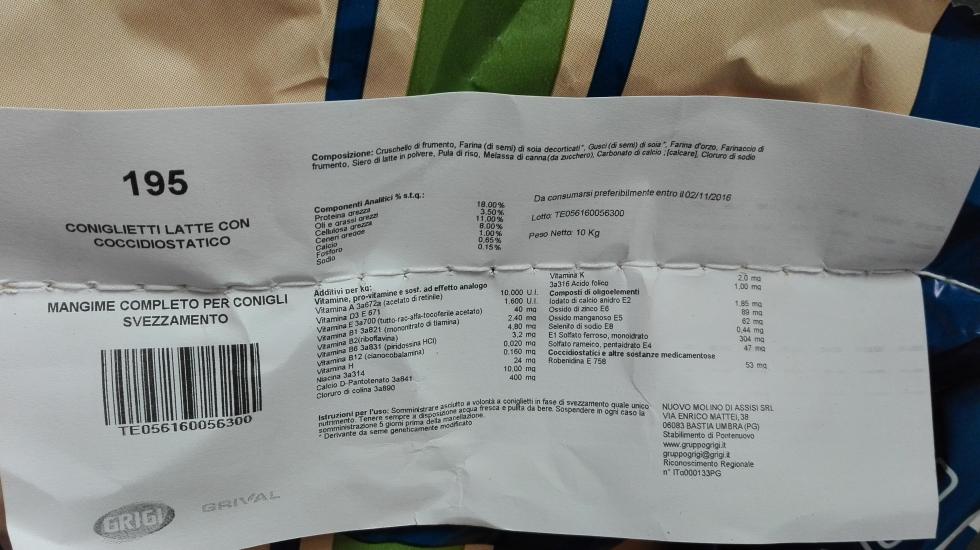 195
CONIGLIETTI LATTE CON
COCCIDIOSTATICO
Composizione: Cruschello di frumento, Farina (di semi) di soia decorticati*, Gusci (di semi) di soia *, Farina d'orzo, Farinaccio di
frumento, Siero di latte in polvere, Pula di riso, Melassa di canna(da zucchero), Carbonato di calcio ,[calcare], Cloruro di sodio
Componenti Analitici % s.t.q.:
Proteina grezza 18.00%
Oli e grassi grezzi 3.50%
Cellulosa grezza 11.00%
Ceneri grezze 8.00%
Calcio 1.00%
Fosforo 0.65%
Sodio 0.15%
Da consumarsi preferibilmente entro il 02/11/2016
Lotto: TE056160056300
Peso Netto: 10 Kg
MANGIME COMPLETO PER CONIGLI
SVEZZAMENTO
TE056160056300
GRIGI
GRIVAL
Additivi per kg:
Vitamine, pro-vitamine e sost. ad effetto analogo
Vitamina A 3a672a (acetato di retinile) 10.000 U.I.
Vitamina D3 E 671 1.600 U.I.
Vitamina E 3a700 (tutto-rac-alfa-tocoferile acetato) 40 mg
Vitamina B1 3a821 (mononitrato di tiamina) 2,40 mg
Vitamina B2(riboflavina) 4,80 mg
Vitamina B6 3a831 (piridossina HCl) 3,2 mg
Vitamina B12 (cianocobalamina) 0,020 mg
Vitamina H 0,160 mg
Niacina 3a314 24 mg
Calcio D-Pantotenato 3a841 10,00 mg
Cloruro di colina 3a890 400 mg
Vitamina K 2,0 mg
3a316 Acido folico 1,00 mg
Composti di oligoelementi
Iodato di calcio anidro E2 1,85 mg
Ossido di zinco E6 89 mg
Ossido manganoso E5 62 mg
Selenito di sodio E8 0,44 mg
E1 Solfato ferroso, monoidrato 304 mg
Solfato rameico, pentaidrato E4 47 mg
Coccidiostatici e altre sostanze medicamentose
Robenidina E 758 53 mg
Istruzioni per l'uso: Somministrare asciutto a volontà a coniglietti in fase di svezzamento quale unico
nutrimento. Tenere sempre a disposizione acqua fresca e pulita da bere. Sospendere in ogni caso la
somministrazione 5 giorni prima della macellazione.
* Derivante da seme geneticamente modificato
NUOVO MOLINO DI ASSISI SRL
VIA ENRICO MATTEI,38
06083 BASTIA UMBRA (PG)
Stabilimento di Pontenuovo
www.gruppogrigi.it
gruppogrigi@grigi.it
Riconoscimento Regionale
n° ITα000133PG